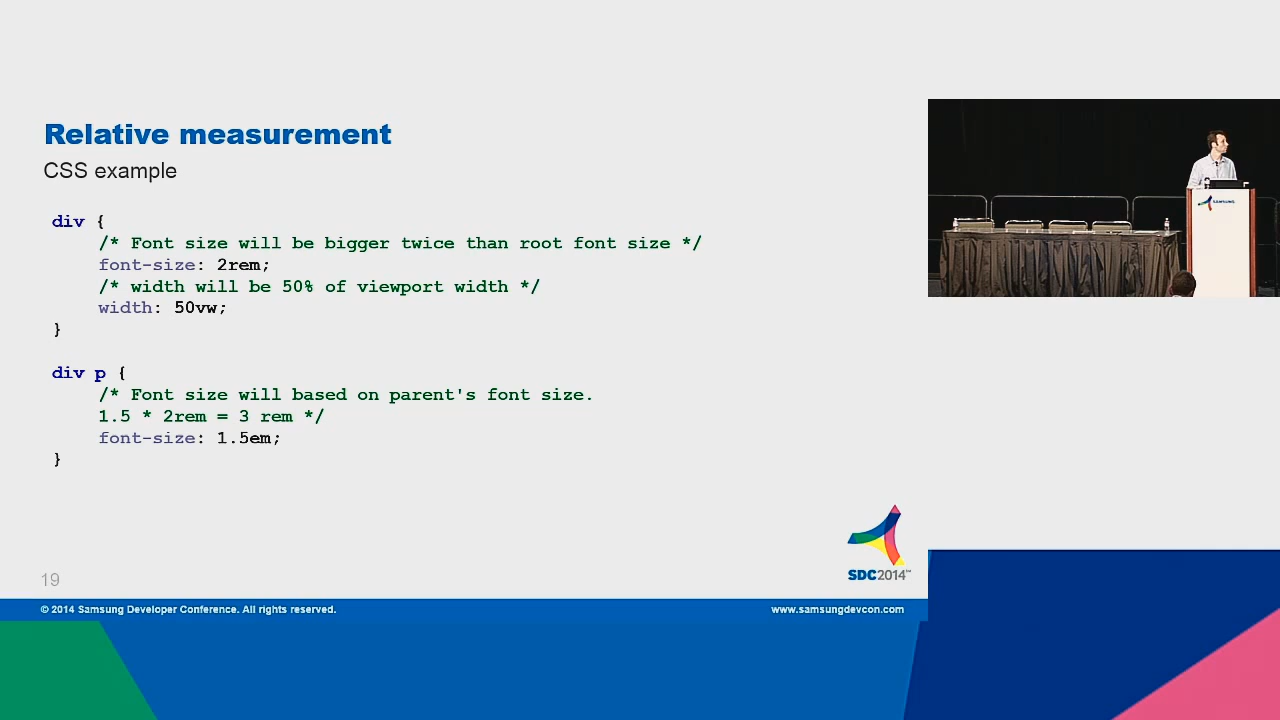 Relative measurement
CSS example
div {
/* Font size will be bigger twice than root font size */
font-size: 2rem;
/* width will be 50% of viewport width */
width: 50vw;
}
div p {
/* Font size will based on parent's font size.
1.5 * 2rem = 3 rem */
font-size: 1.5em;
}
SAMSUNG
SDC2014™
19
© 2014 Samsung Developer Conference. All rights reserved.
www.samsungdevcon.com